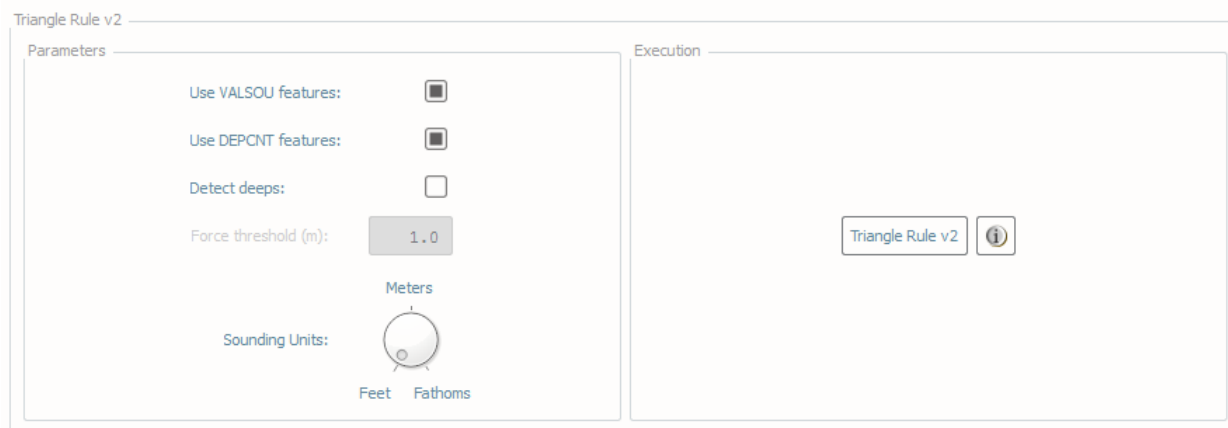 Triangle Rule v2
Parameters
Use VALSOU features:
Use DEPCNT features:
Detect deeps:
Force threshold (m):
1.0
Meters
Sounding Units:
Feet
Fathoms
Execution
Triangle Rule v2